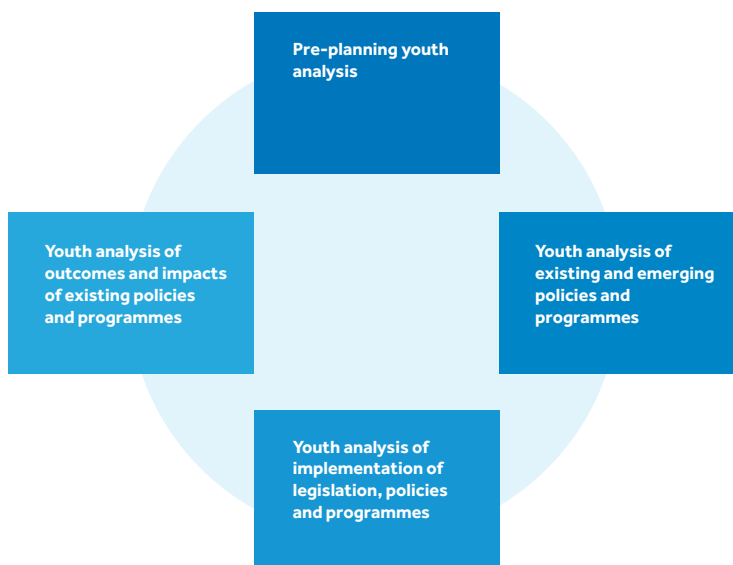 Pre-planning youth
analysis
Youth analysis of
outcomes and impacts
of existing policies
and programmes
Youth analysis of
existing and emerging
policies and
programmes
Youth analysis of
implementation of
legislation, policies
and programmes